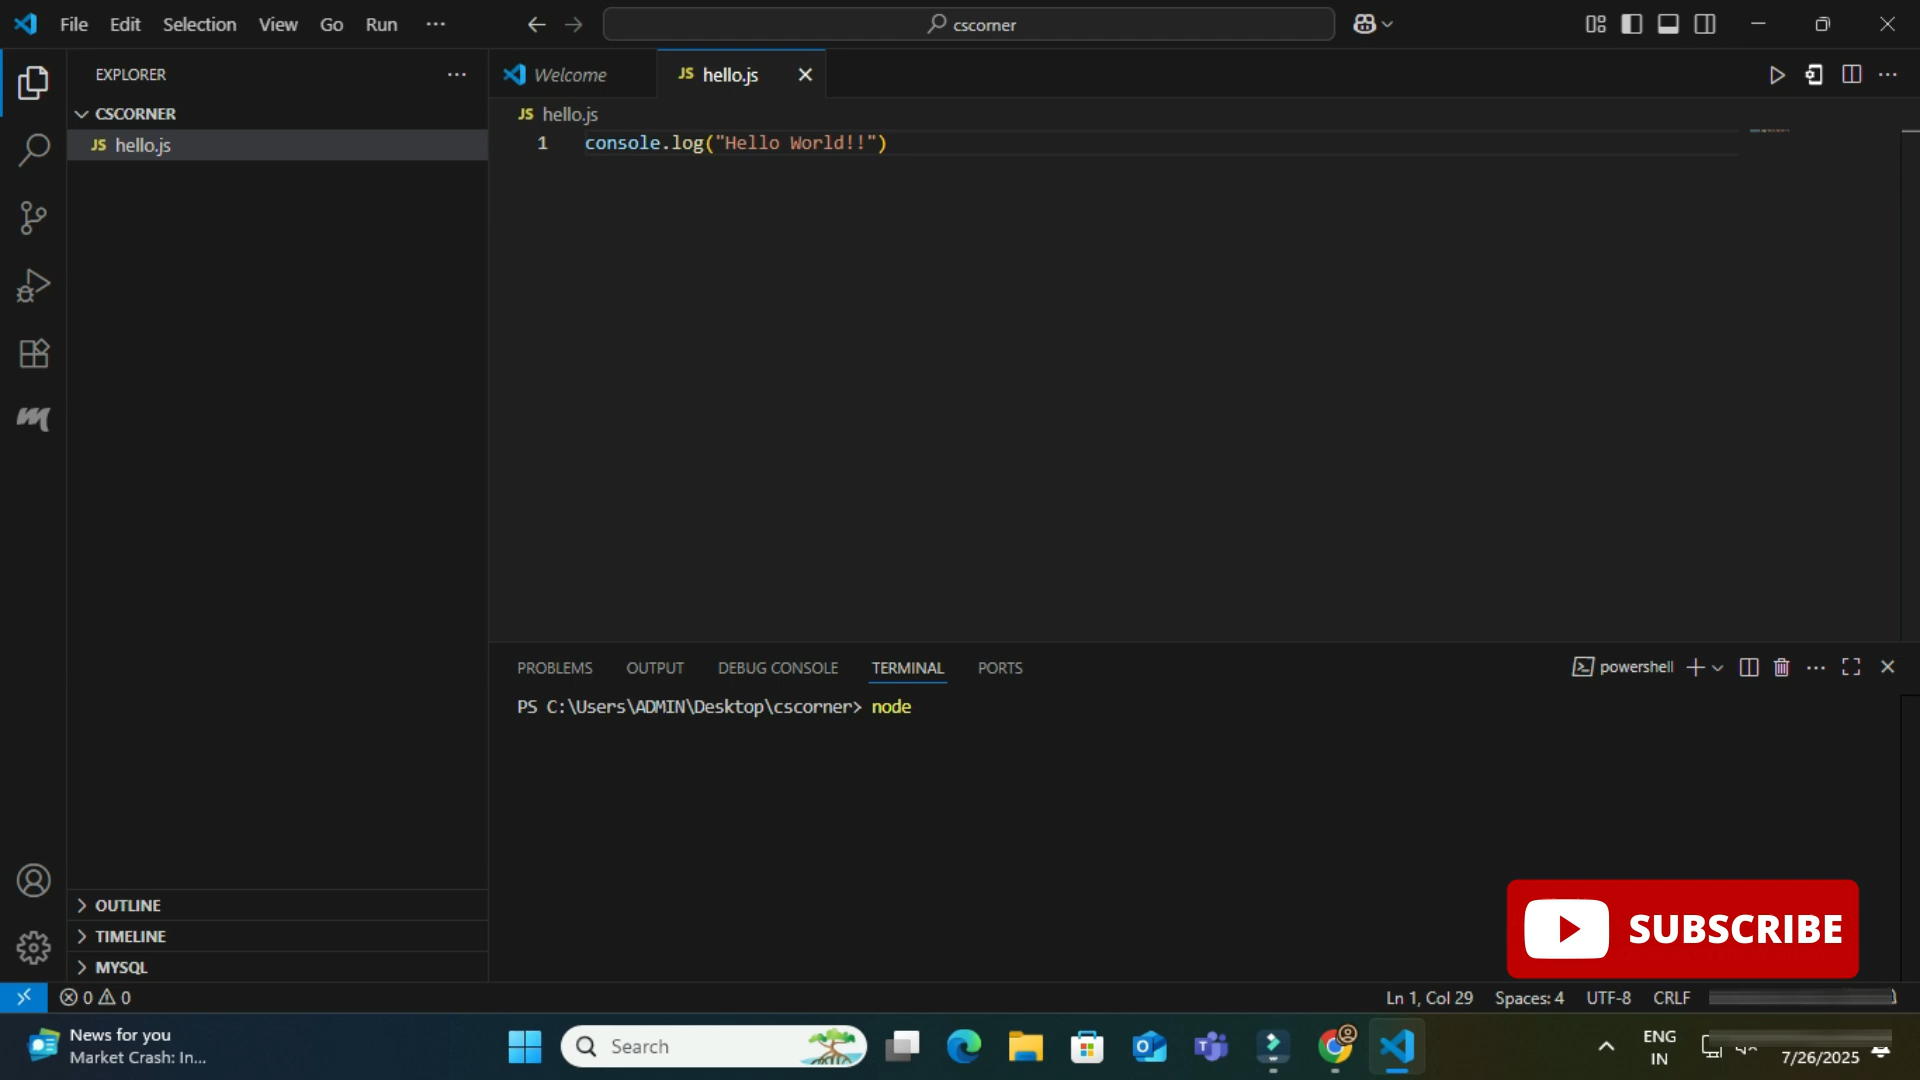 File Edit Selection View Go Run ···
cscorner
EXPLORER
CSCORNER
JS hello.js
Welcome
JS hello.js
JS hello.js
1 console.log("Hello World!!")
PROBLEMS OUTPUT DEBUG CONSOLE TERMINAL PORTS
powershell
PS C:\Users\ADMIN\Desktop\cscorner> node
OUTLINE
TIMELINE
MYSQL
SUBSCRIBE
0 0
Ln 1, Col 29 Spaces: 4 UTF-8 CRLF
News for you
Market Crash: In...
Search
ENG
IN
7/26/2025